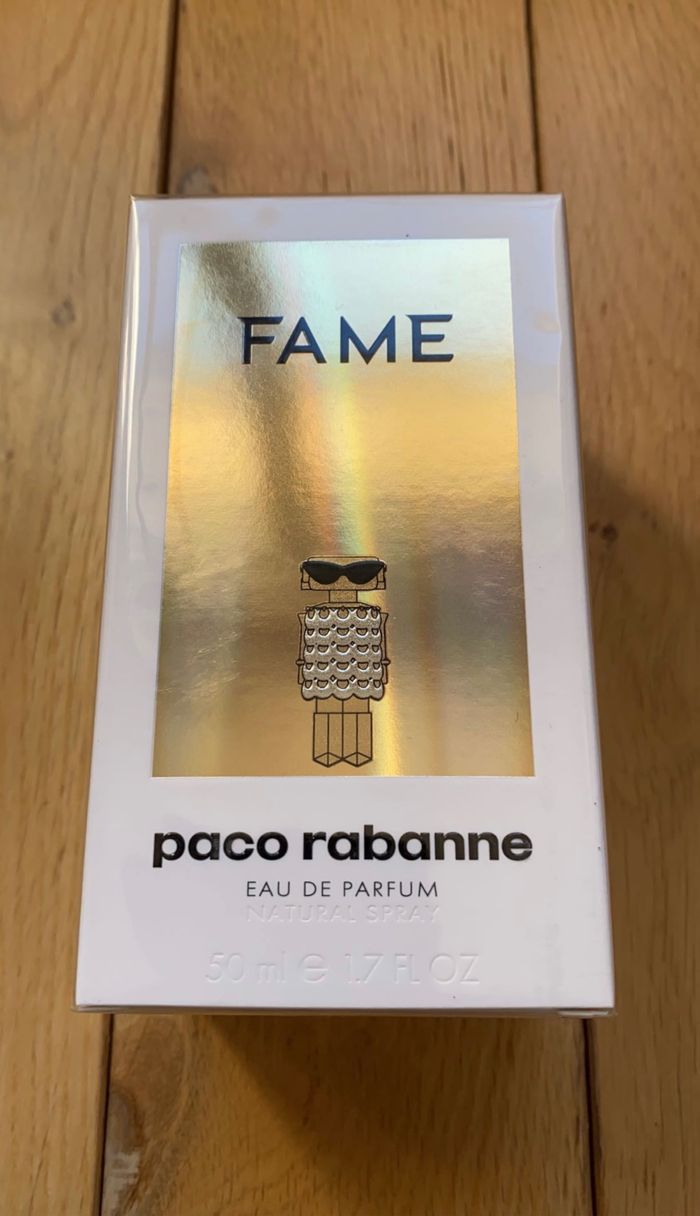 FAME
paco rabanne
EAU DE PARFUM
NATURAL SPRAY
50 ml ℮ 1.7 FL OZ